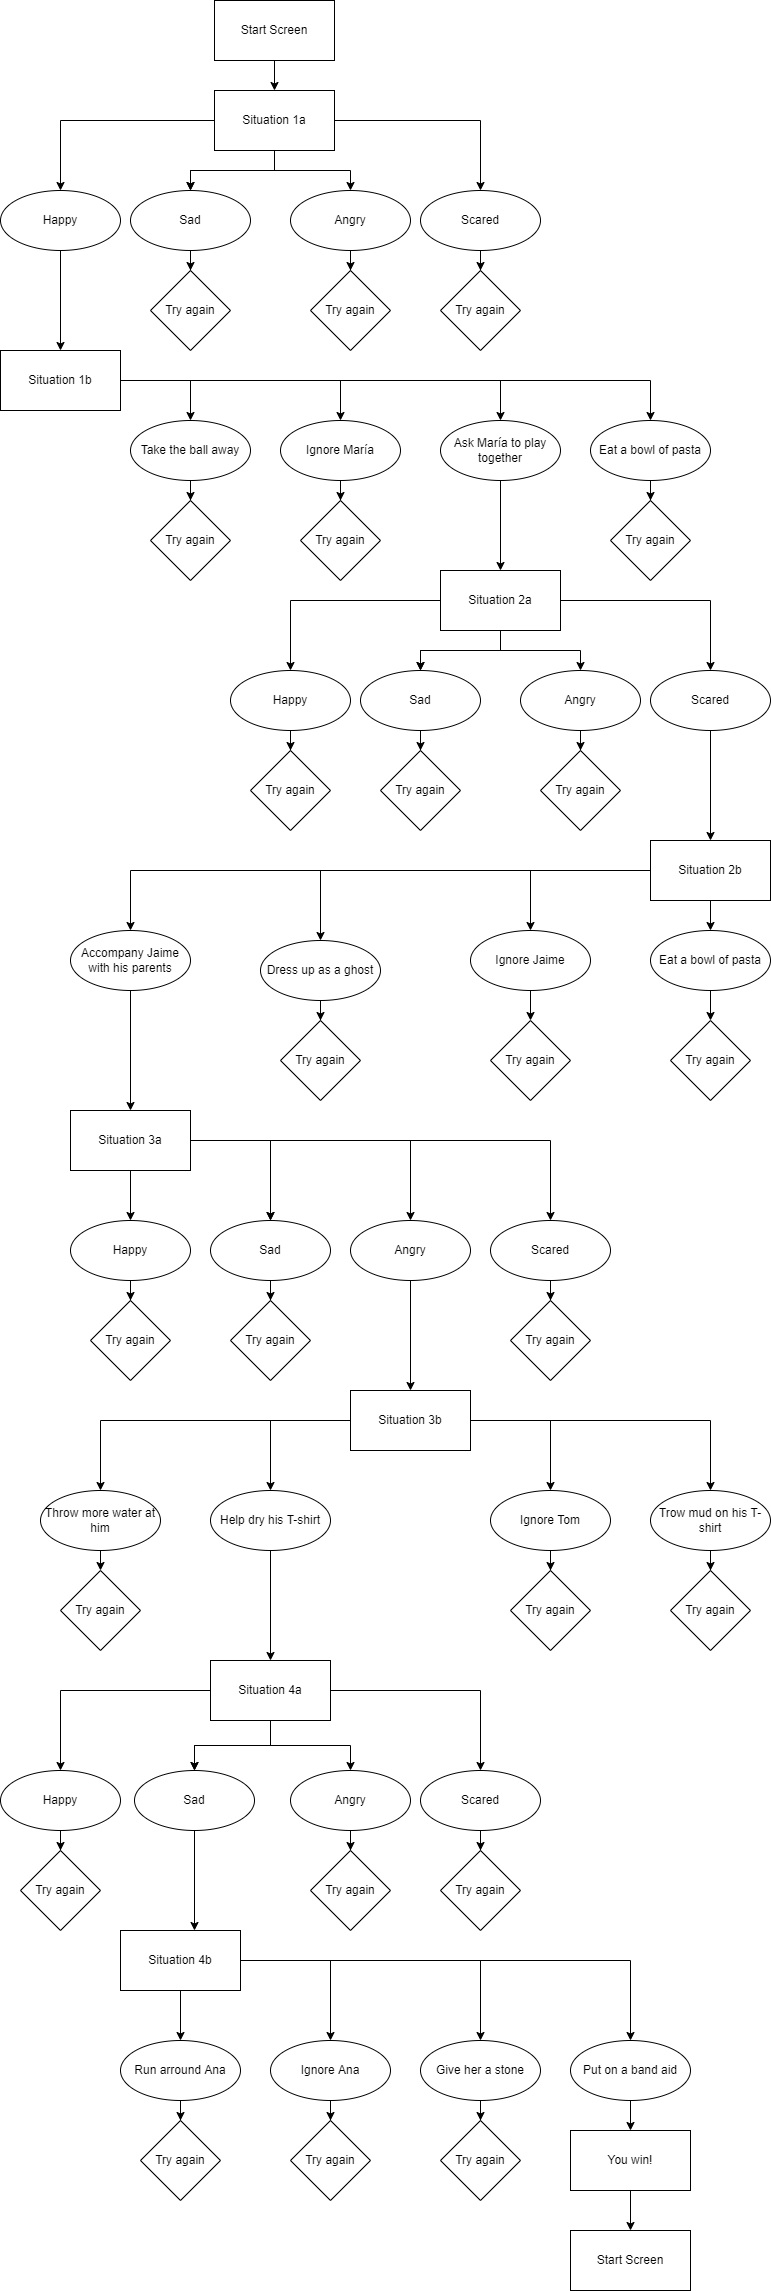 Start Screen
Situation 1a
Happy
Sad
Angry
Scared
Try again
Try again
Try again
Situation 1b
Take the ball away
Ignore María
Ask María to play
together
Eat a bowl of pasta
Try again
Try again
Try again
Situation 2a
Happy
Sad
Angry
Scared
Try again
Try again
Try again
Situation 2b
Accompany Jaime
with his parents
Dress up as a ghost
Ignore Jaime
Eat a bowl of pasta
Try again
Try again
Try again
Situation 3a
Happy
Sad
Angry
Scared
Try again
Try again
Try again
Situation 3b
Throw more water at
him
Help dry his T-shirt
Ignore Tom
Trow mud on his T-
shirt
Try again
Try again
Try again
Situation 4a
Happy
Sad
Angry
Scared
Try again
Try again
Try again
Situation 4b
Run arround Ana
Ignore Ana
Give her a stone
Put on a band aid
Try again
Try again
Try again
You win!
Start Screen